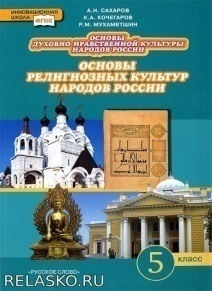 ИННОВАЦИОННАЯ
ШКОЛА
ФГОС
А.Н. САХАРОВ
К.А. КОЧЕГАРОВ
Р.М. МУХАМЕТШИН
ОСНОВЫ
ДУХОВНО-НРАВСТВЕННОЙ КУЛЬТУРЫ
НАРОДОВ РОССИИ
ОСНОВЫ
РЕЛИГИОЗНЫХ КУЛЬТУР
НАРОДОВ РОССИИ
5 КЛАСС
«РУССКОЕ СЛОВО»
RELASKO.RU